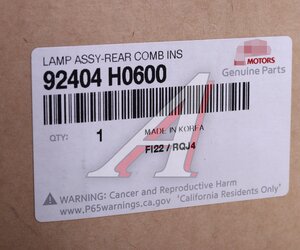 LAMP ASSY-REAR COMB INS
92404 H0600
MOTORS
Genuine Parts
QTY: 1
MADE IN KOREA
FI22 / RQJ4
WARNING: Cancer and Reproductive Harm
www.P65warnings.ca.gov 'California Residents Only'